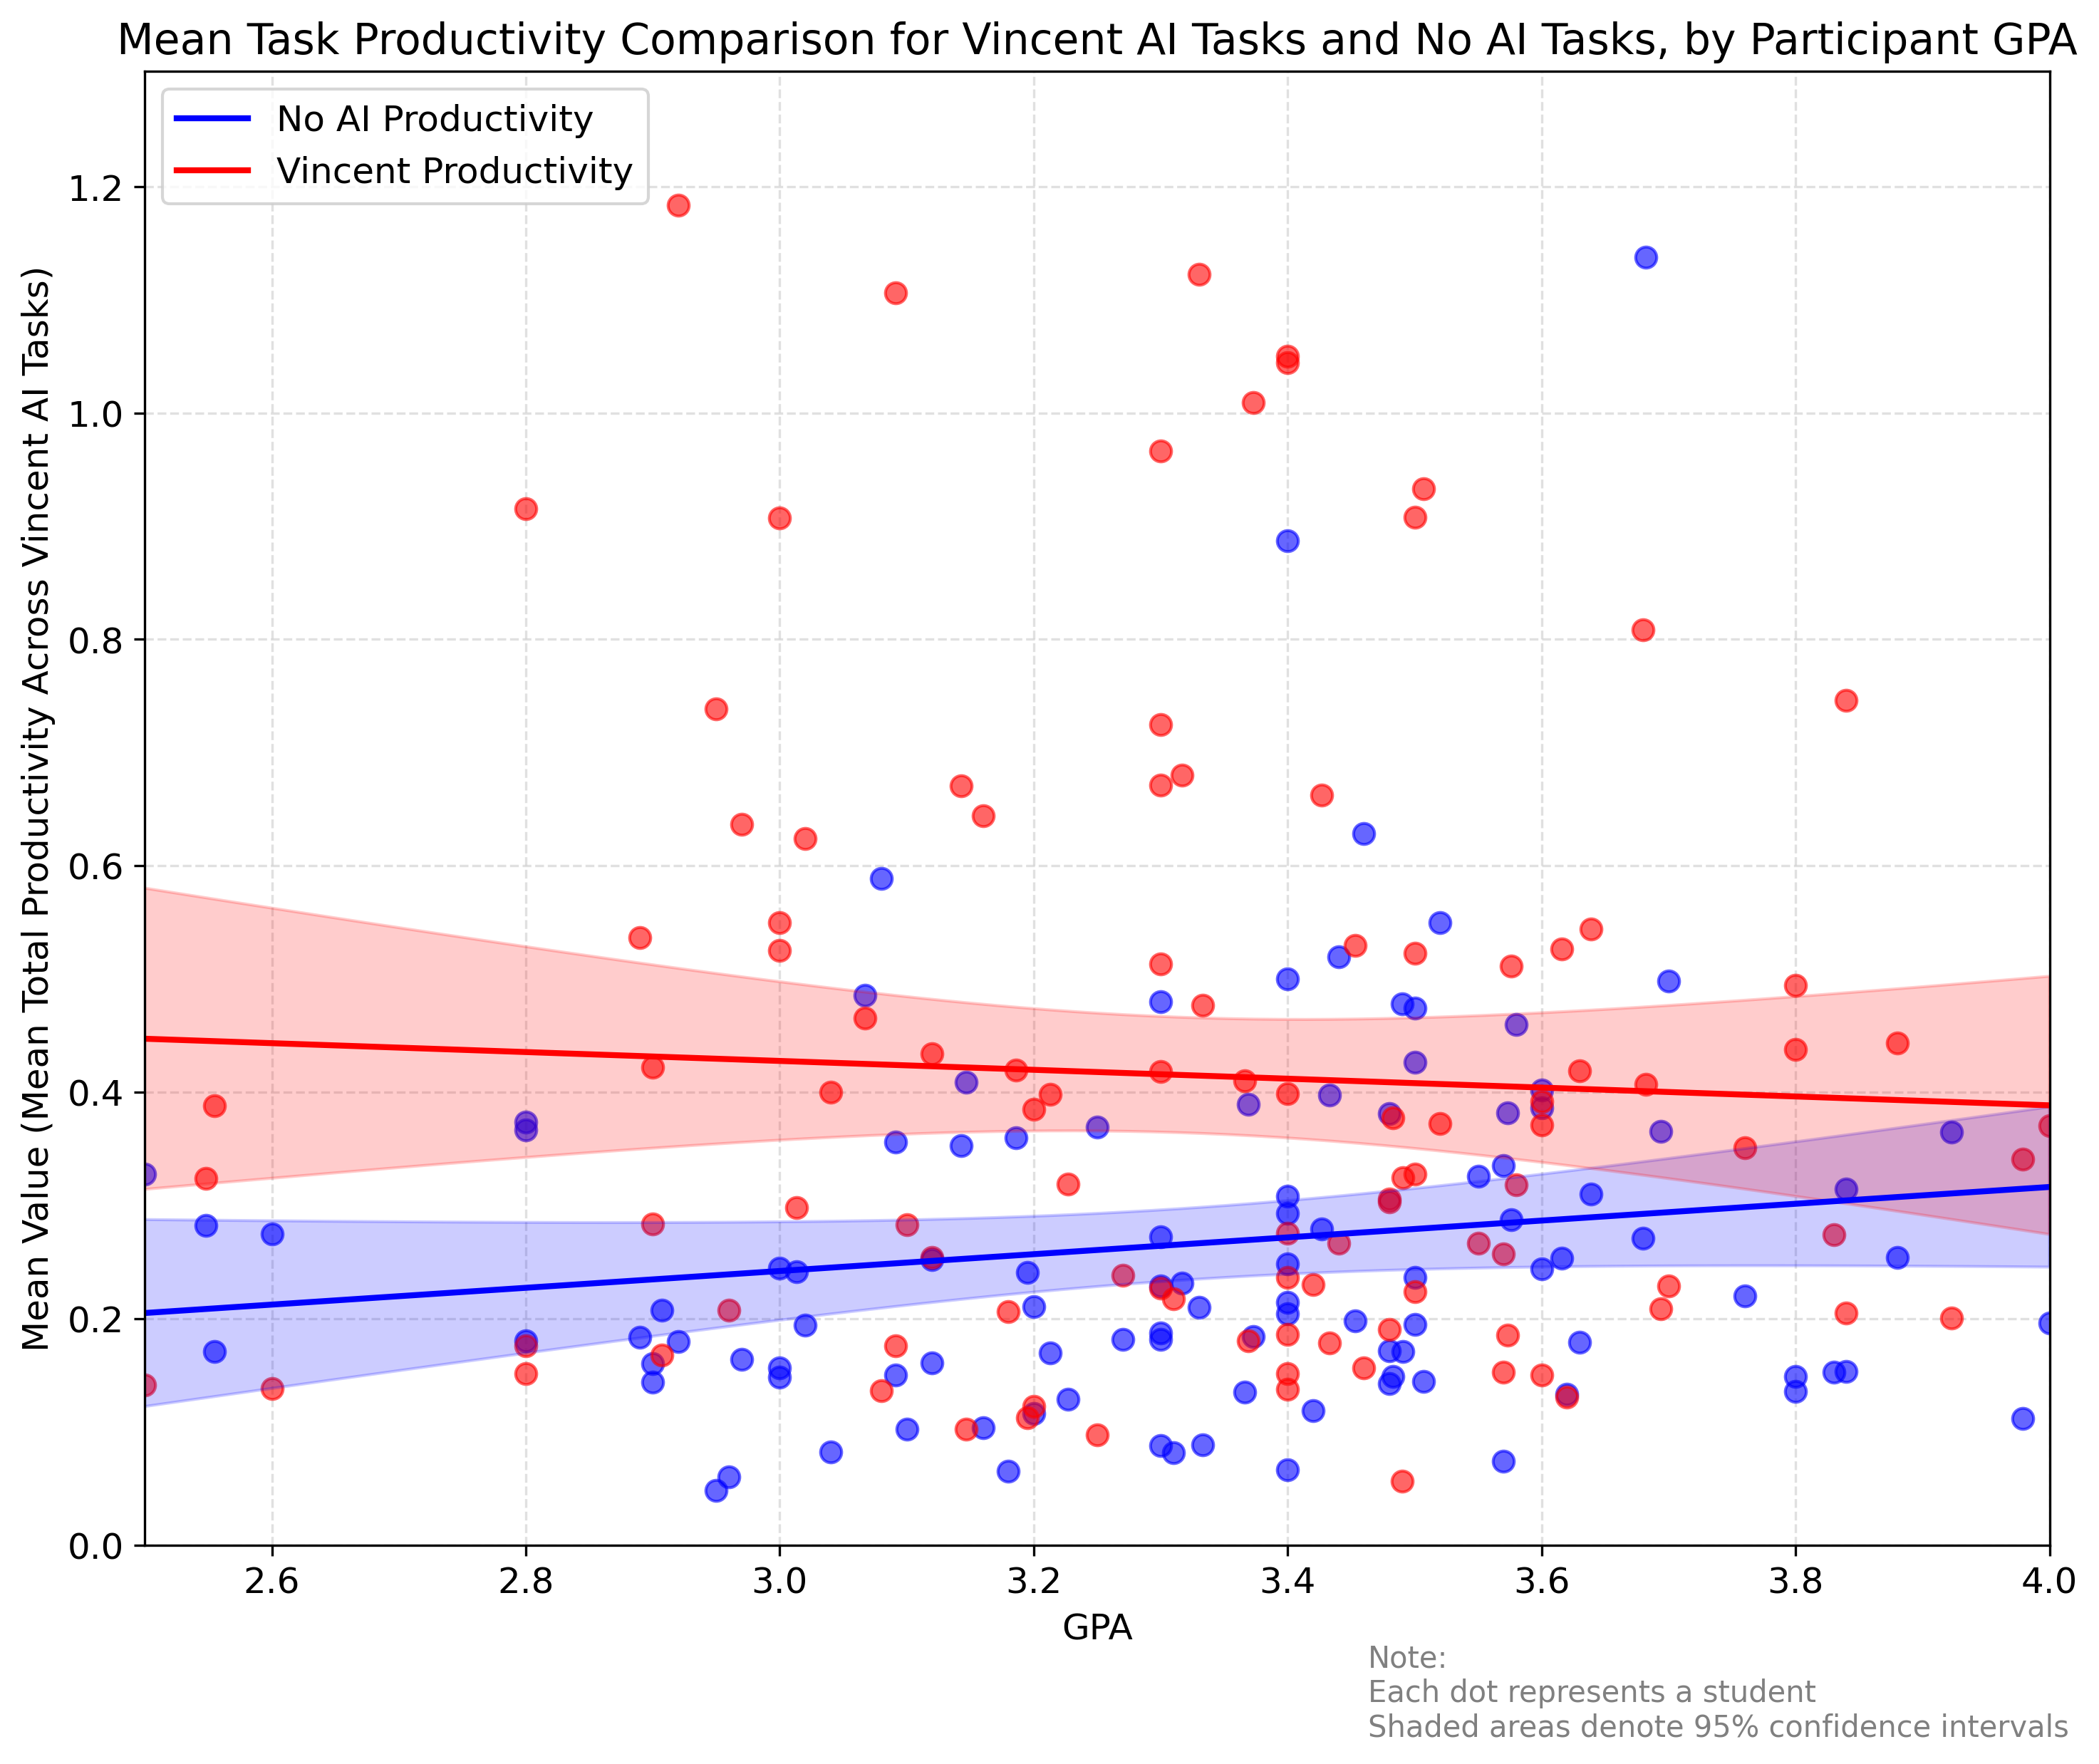 Mean Task Productivity Comparison for Vincent AI Tasks and No AI Tasks, by Participant GPA
No AI Productivity
Vincent Productivity
Mean Value (Mean Total Productivity Across Vincent AI Tasks)
1.2
1.0
0.8
0.6
0.4
0.2
0.0
2.6 2.8 3.0 3.2 3.4 3.6 3.8 4.0
GPA
Note:
Each dot represents a student
Shaded areas denote 95% confidence intervals